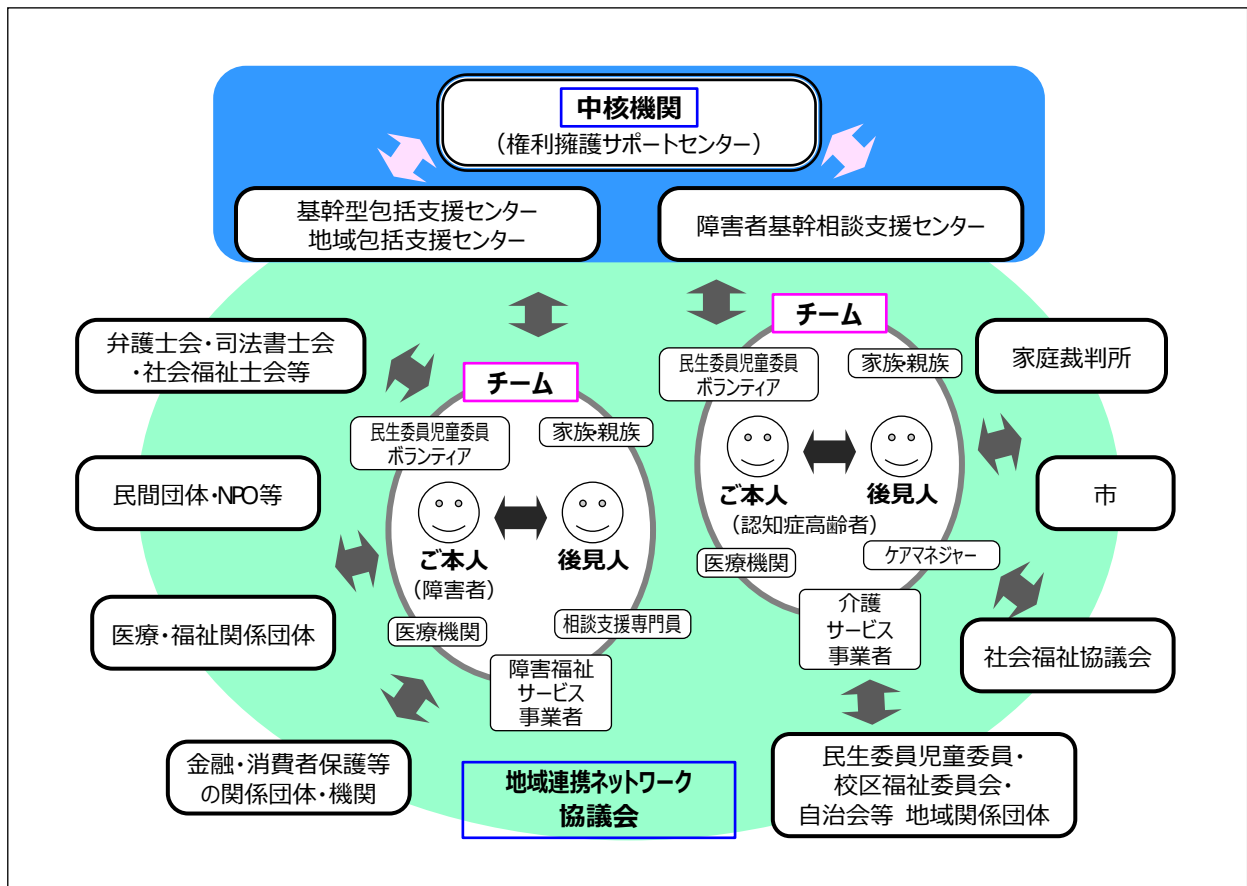 中核機関
（権利擁護サポートセンター）
基幹型包括支援センター
地域包括支援センター
障害者基幹相談支援センター
弁護士会・司法書士会
・社会福祉士会等
民間団体・NPO等
医療・福祉関係団体
金融・消費者保護等
の関係団体・機関
チーム
民生委員児童委員
ボランティア
家族・親族
ご本人
（障害者）
後見人
医療機関
相談支援専門員
障害福祉
サービス
事業者
チーム
民生委員児童委員
ボランティア
家族・親族
ご本人
（認知症高齢者）
後見人
医療機関
ケアマネジャー
介護
サービス
事業者
家庭裁判所
市
社会福祉協議会
民生委員児童委員・
校区福祉委員会・
自治会等 地域関係団体
地域連携ネットワーク
協議会